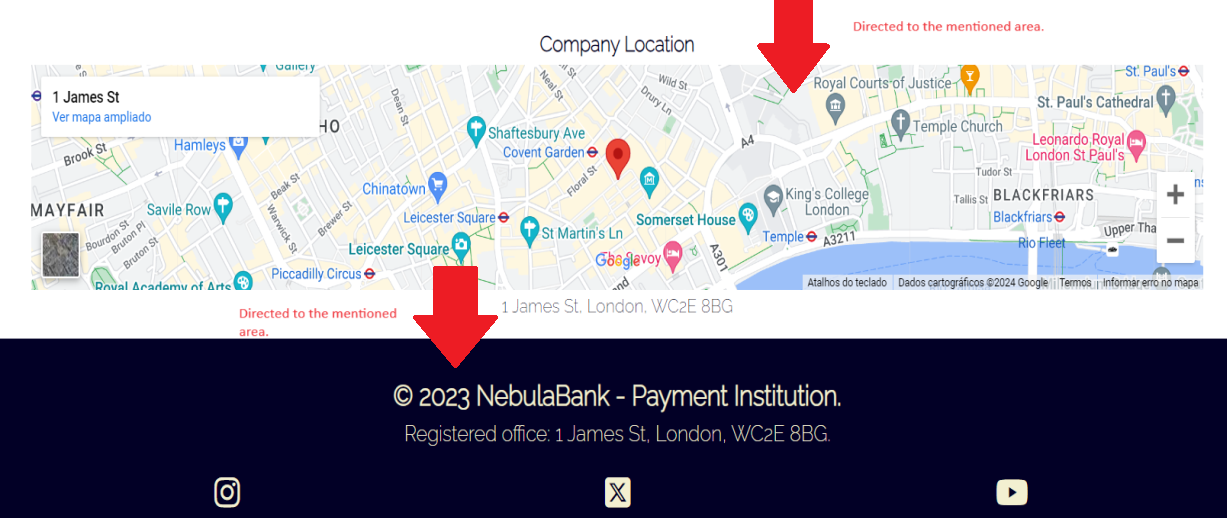 Directed to the mentioned area.
Company Location
Gallery
Wild St
Royal Courts of Justice
St. Paul's
1 James St
Ver mapa ampliado
Neal St
Drury Ln
St. Paul's Cathedral
Dean St
HO
Shaftesbury Ave
A4
Temple Church
Hamleys
Covent Garden
Leonardo Royal
London St Paul's
Brook St
Floral St
Tudor St
Beak St
Chinatown
King's College
London
Tallis St
BLACKFRIARS
MAYFAIR
Savile Row
Brewer St
Leicester Square
Somerset House
Blackfriars
Bourdon St
Bruton Pl
Bruton St
Warwick St
St Martin's Ln
Temple
A3211
Upper Tha
Leicester Square
A301
Rio Fleet
The Savoy
Google
Piccadilly Circus
Royal Academy of Arts
nd
Atalhos do teclado
Dados cartográficos ©2024 Google
Termos
Informar erro no mapa
1 James St. London, WC2E 8BG
Directed to the mentioned
area.
© 2023 NebulaBank - Payment Institution.
Registered office: 1 James St, London, WC2E 8BG.